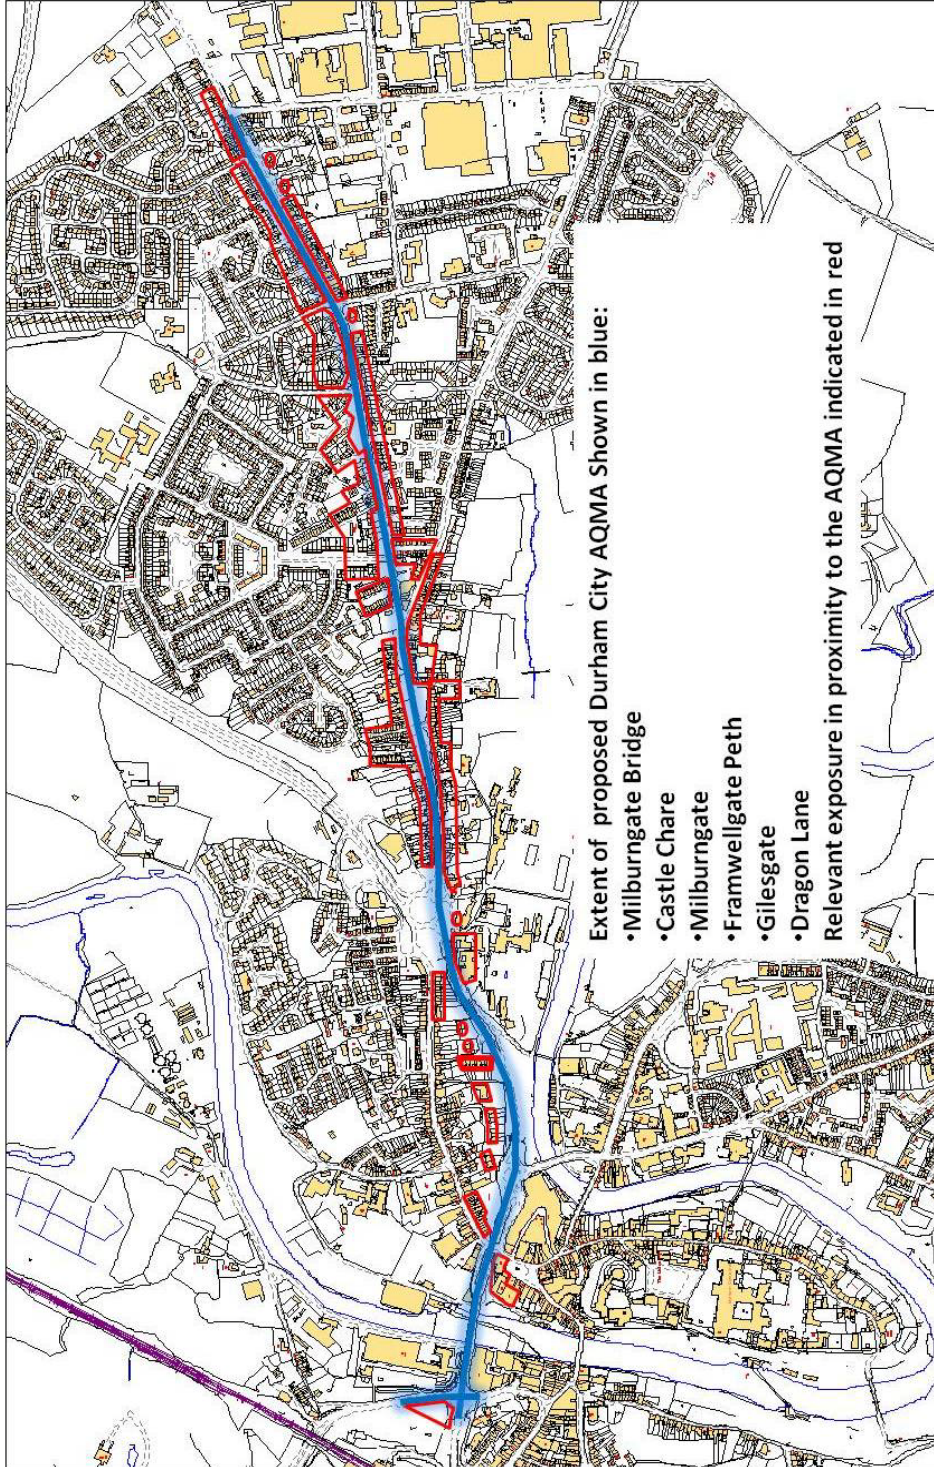 Extent of proposed Durham City AQMA Shown in blue:
•Milburngate Bridge
•Castle Chare
•Milburngate
•Framwellgate Peth
•Gilesgate
•Dragon Lane
Relevant exposure in proximity to the AQMA indicated in red